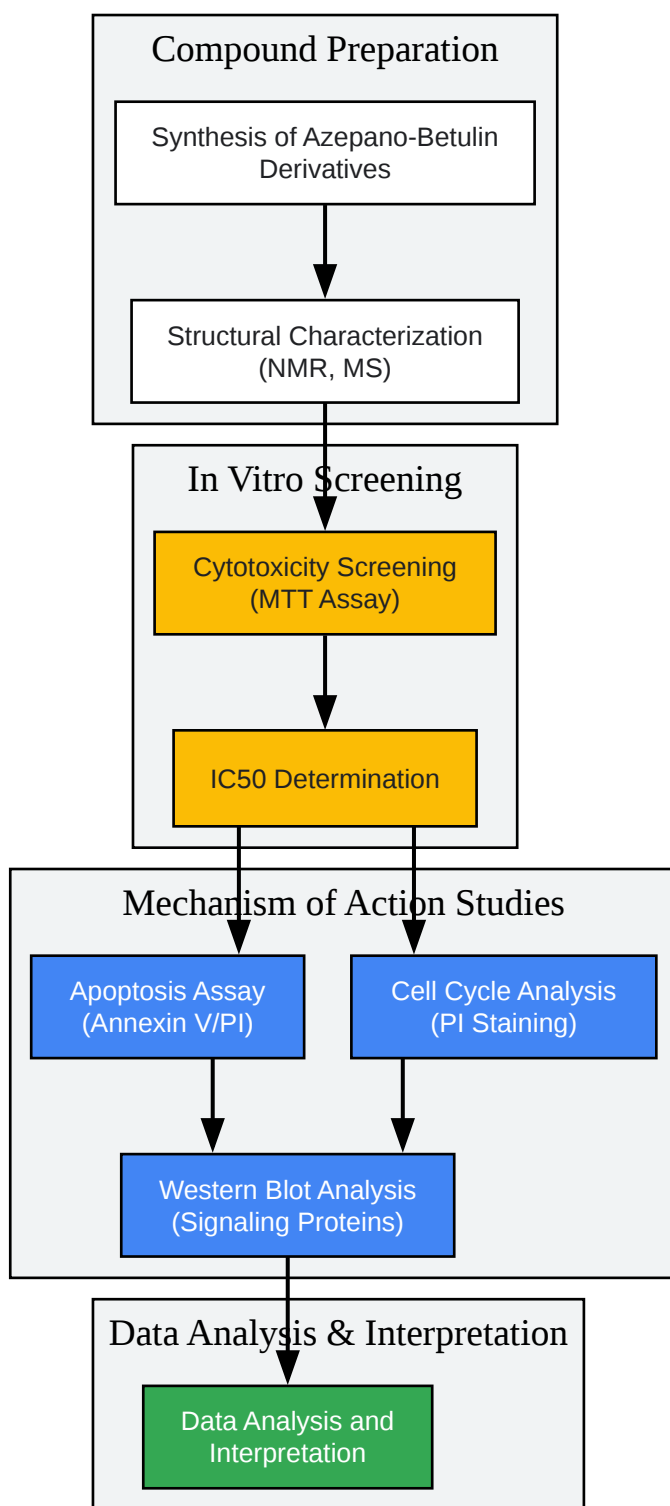 Compound Preparation
Synthesis of Azepano-Betulin
Derivatives
Structural Characterization
(NMR, MS)
In Vitro Screening
Cytotoxicity Screening
(MTT Assay)
IC50 Determination
Mechanism of Action Studies
Apoptosis Assay
(Annexin V/PI)
Cell Cycle Analysis
(PI Staining)
Western Blot Analysis
(Signaling Proteins)
Data Analysis & Interpretation
Data Analysis and
Interpretation